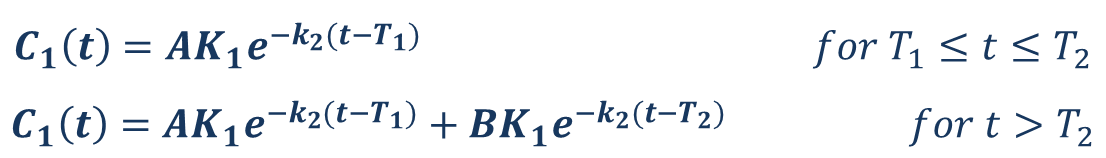 C₁(t) = AK₁e^{−k₂(t−T₁)} for T₁ ≤ t ≤ T₂
C₁(t) = AK₁e^{−k₂(t−T₁)} + BK₁e^{−k₂(t−T₂)} for t > T₂